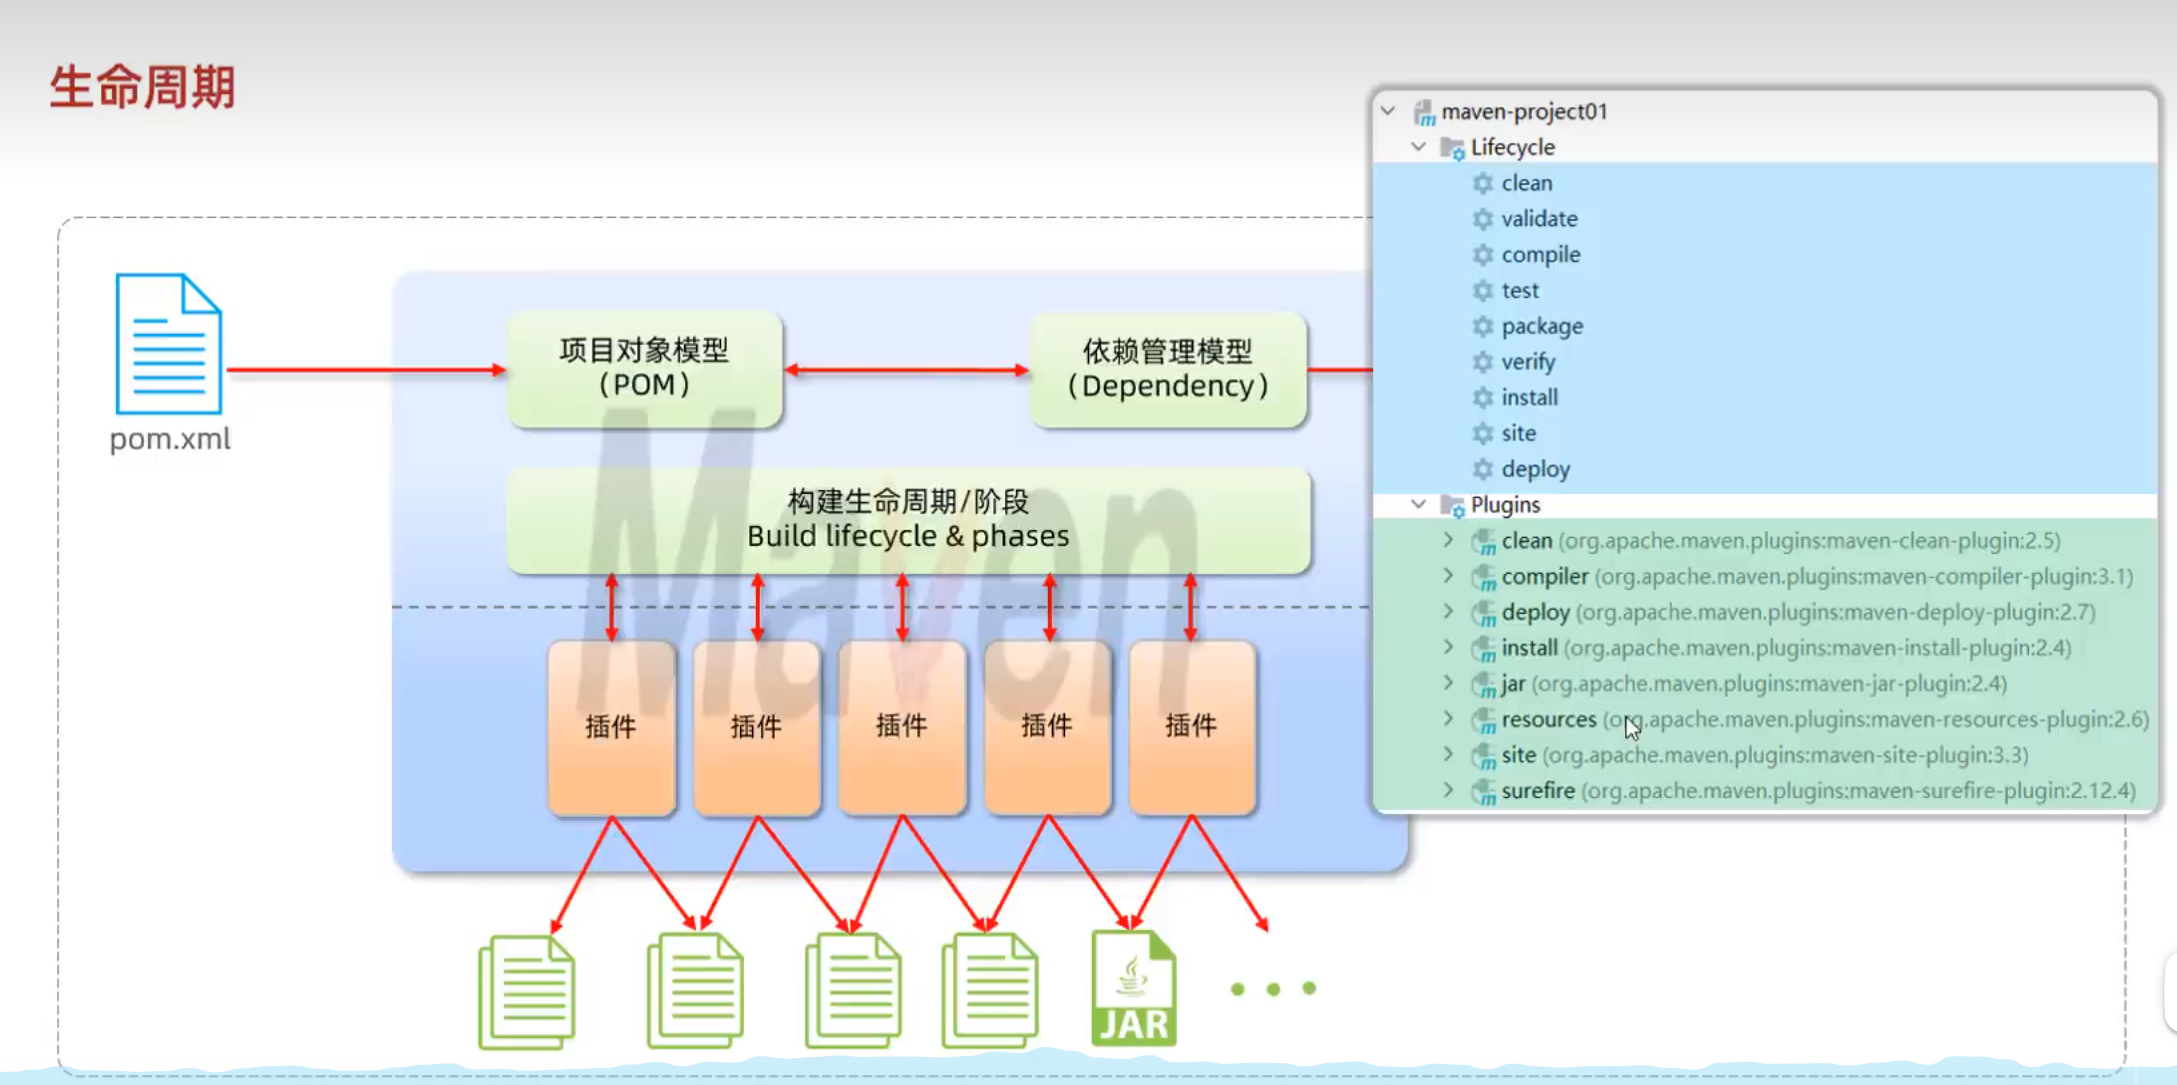 生命周期
pom.xml
项目对象模型
(POM)
依赖管理模型
(Dependency)
构建生命周期/阶段
Build lifecycle & phases
Maven
插件
插件
插件
插件
插件
JAR
maven-project01
Lifecycle
clean
validate
compile
test
package
verify
install
site
deploy
Plugins
clean (org.apache.maven.plugins:maven-clean-plugin:2.5)
compiler (org.apache.maven.plugins:maven-compiler-plugin:3.1)
deploy (org.apache.maven.plugins:maven-deploy-plugin:2.7)
install (org.apache.maven.plugins:maven-install-plugin:2.4)
jar (org.apache.maven.plugins:maven-jar-plugin:2.4)
resources (org.apache.maven.plugins:maven-resources-plugin:2.6)
site (org.apache.maven.plugins:maven-site-plugin:3.3)
surefire (org.apache.maven.plugins:maven-surefire-plugin:2.12.4)